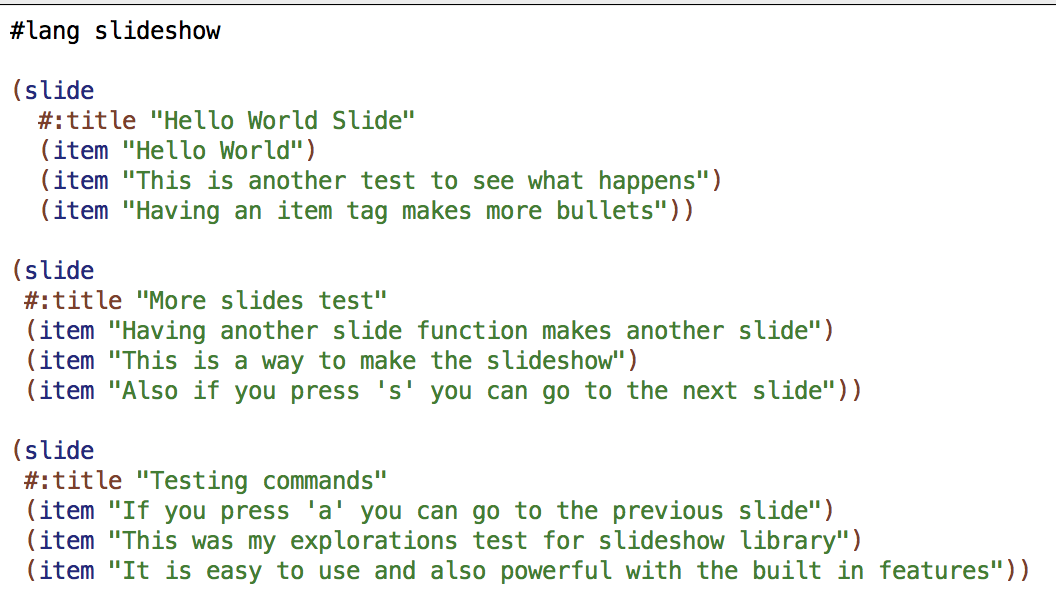 #lang slideshow
(slide
#:title "Hello World Slide"
(item "Hello World")
(item "This is another test to see what happens")
(item "Having an item tag makes more bullets"))
(slide
#:title "More slides test"
(item "Having another slide function makes another slide")
(item "This is a way to make the slideshow")
(item "Also if you press 's' you can go to the next slide"))
(slide
#:title "Testing commands"
(item "If you press 'a' you can go to the previous slide")
(item "This was my explorations test for slideshow library")
(item "It is easy to use and also powerful with the built in features"))